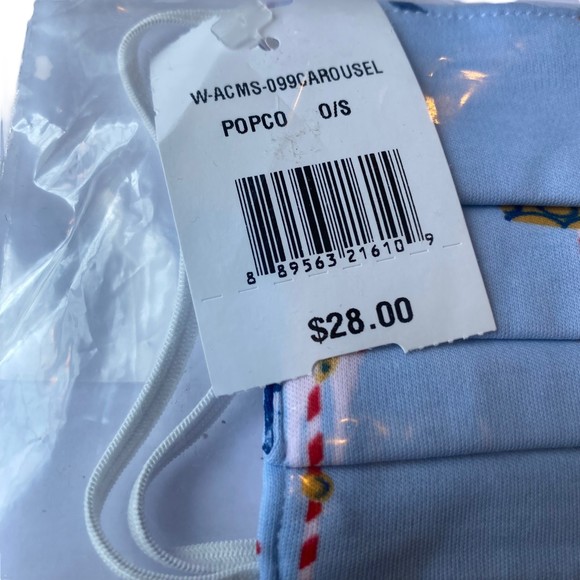 W-ACMS-099CAROUSEL
POPCO O/S
8 89563 21610 9
$28.00